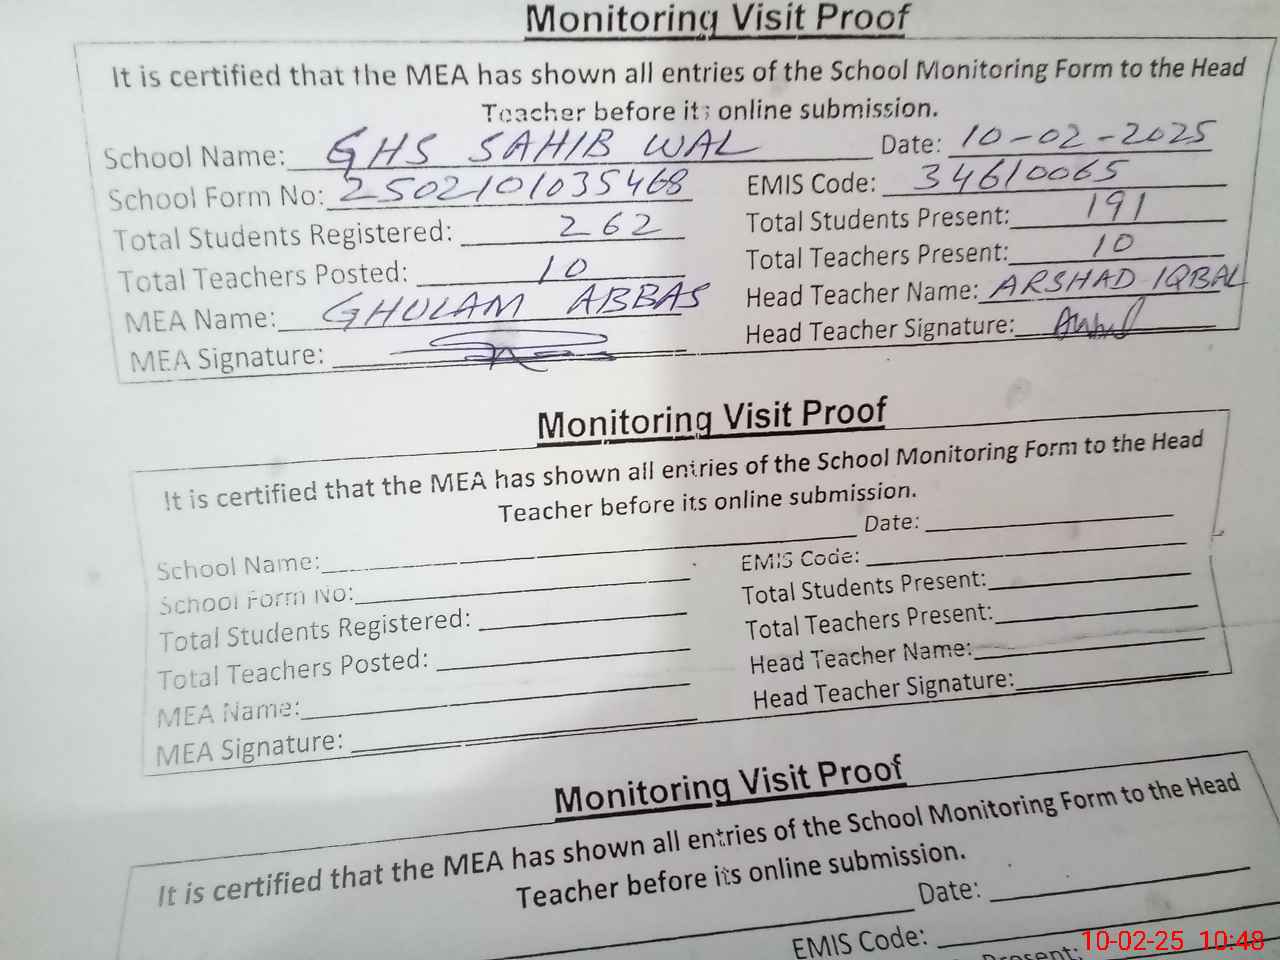 Monitoring Visit Proof
It is certified that the MEA has shown all entries of the School Monitoring Form to the Head
Teacher before its online submission.
School Name: GHS SAHIB WAL Date: 10-02-2025
School Form No: 2502101035468 EMIS Code: 34610065
Total Students Registered: 262 Total Students Present: 191
Total Teachers Posted: 10 Total Teachers Present: 10
MEA Name: GHULAM ABBAS Head Teacher Name: ARSHAD IQBAL
MEA Signature: Head Teacher Signature:
Monitoring Visit Proof
It is certified that the MEA has shown all entries of the School Monitoring Form to the Head
Teacher before its online submission.
School Name: Date:
School Form No: EMIS Code:
Total Students Registered: Total Students Present:
Total Teachers Posted: Total Teachers Present:
MEA Name: Head Teacher Name:
MEA Signature: Head Teacher Signature:
Monitoring Visit Proof
It is certified that the MEA has shown all entries of the School Monitoring Form to the Head
Teacher before its online submission.
Date:
EMIS Code:
Present:
10-02-25 10:48